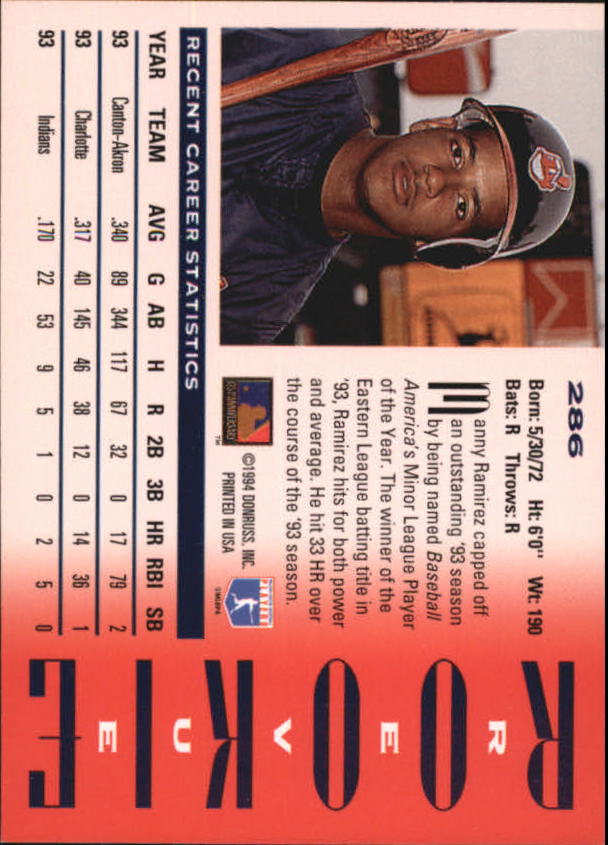 286
Born: 5/30/72 Ht: 6'0" Wt: 190
Bats: R Throws: R
Manny Ramirez capped off
an outstanding '93 season
by being named Baseball
America's Minor League Player
of the Year. The winner of the
Eastern League batting title in
'93, Ramirez hits for both power
and average. He hit 33 HR over
the course of the '93 season.
125TH ANNIVERSARY
TM
©1994 DONRUSS, INC.
PRINTED IN USA
PLAYERS
©MLBPA
RECENT CAREER STATISTICS
YEAR TEAM AVG G AB H R 2B 3B HR RBI SB
93 Canton-Akron .340 89 344 117 67 32 0 17 79 2
93 Charlotte .317 40 145 46 38 12 0 14 36 1
93 Indians .170 22 53 9 5 1 0 2 5 0
ROOKIE
REVUE